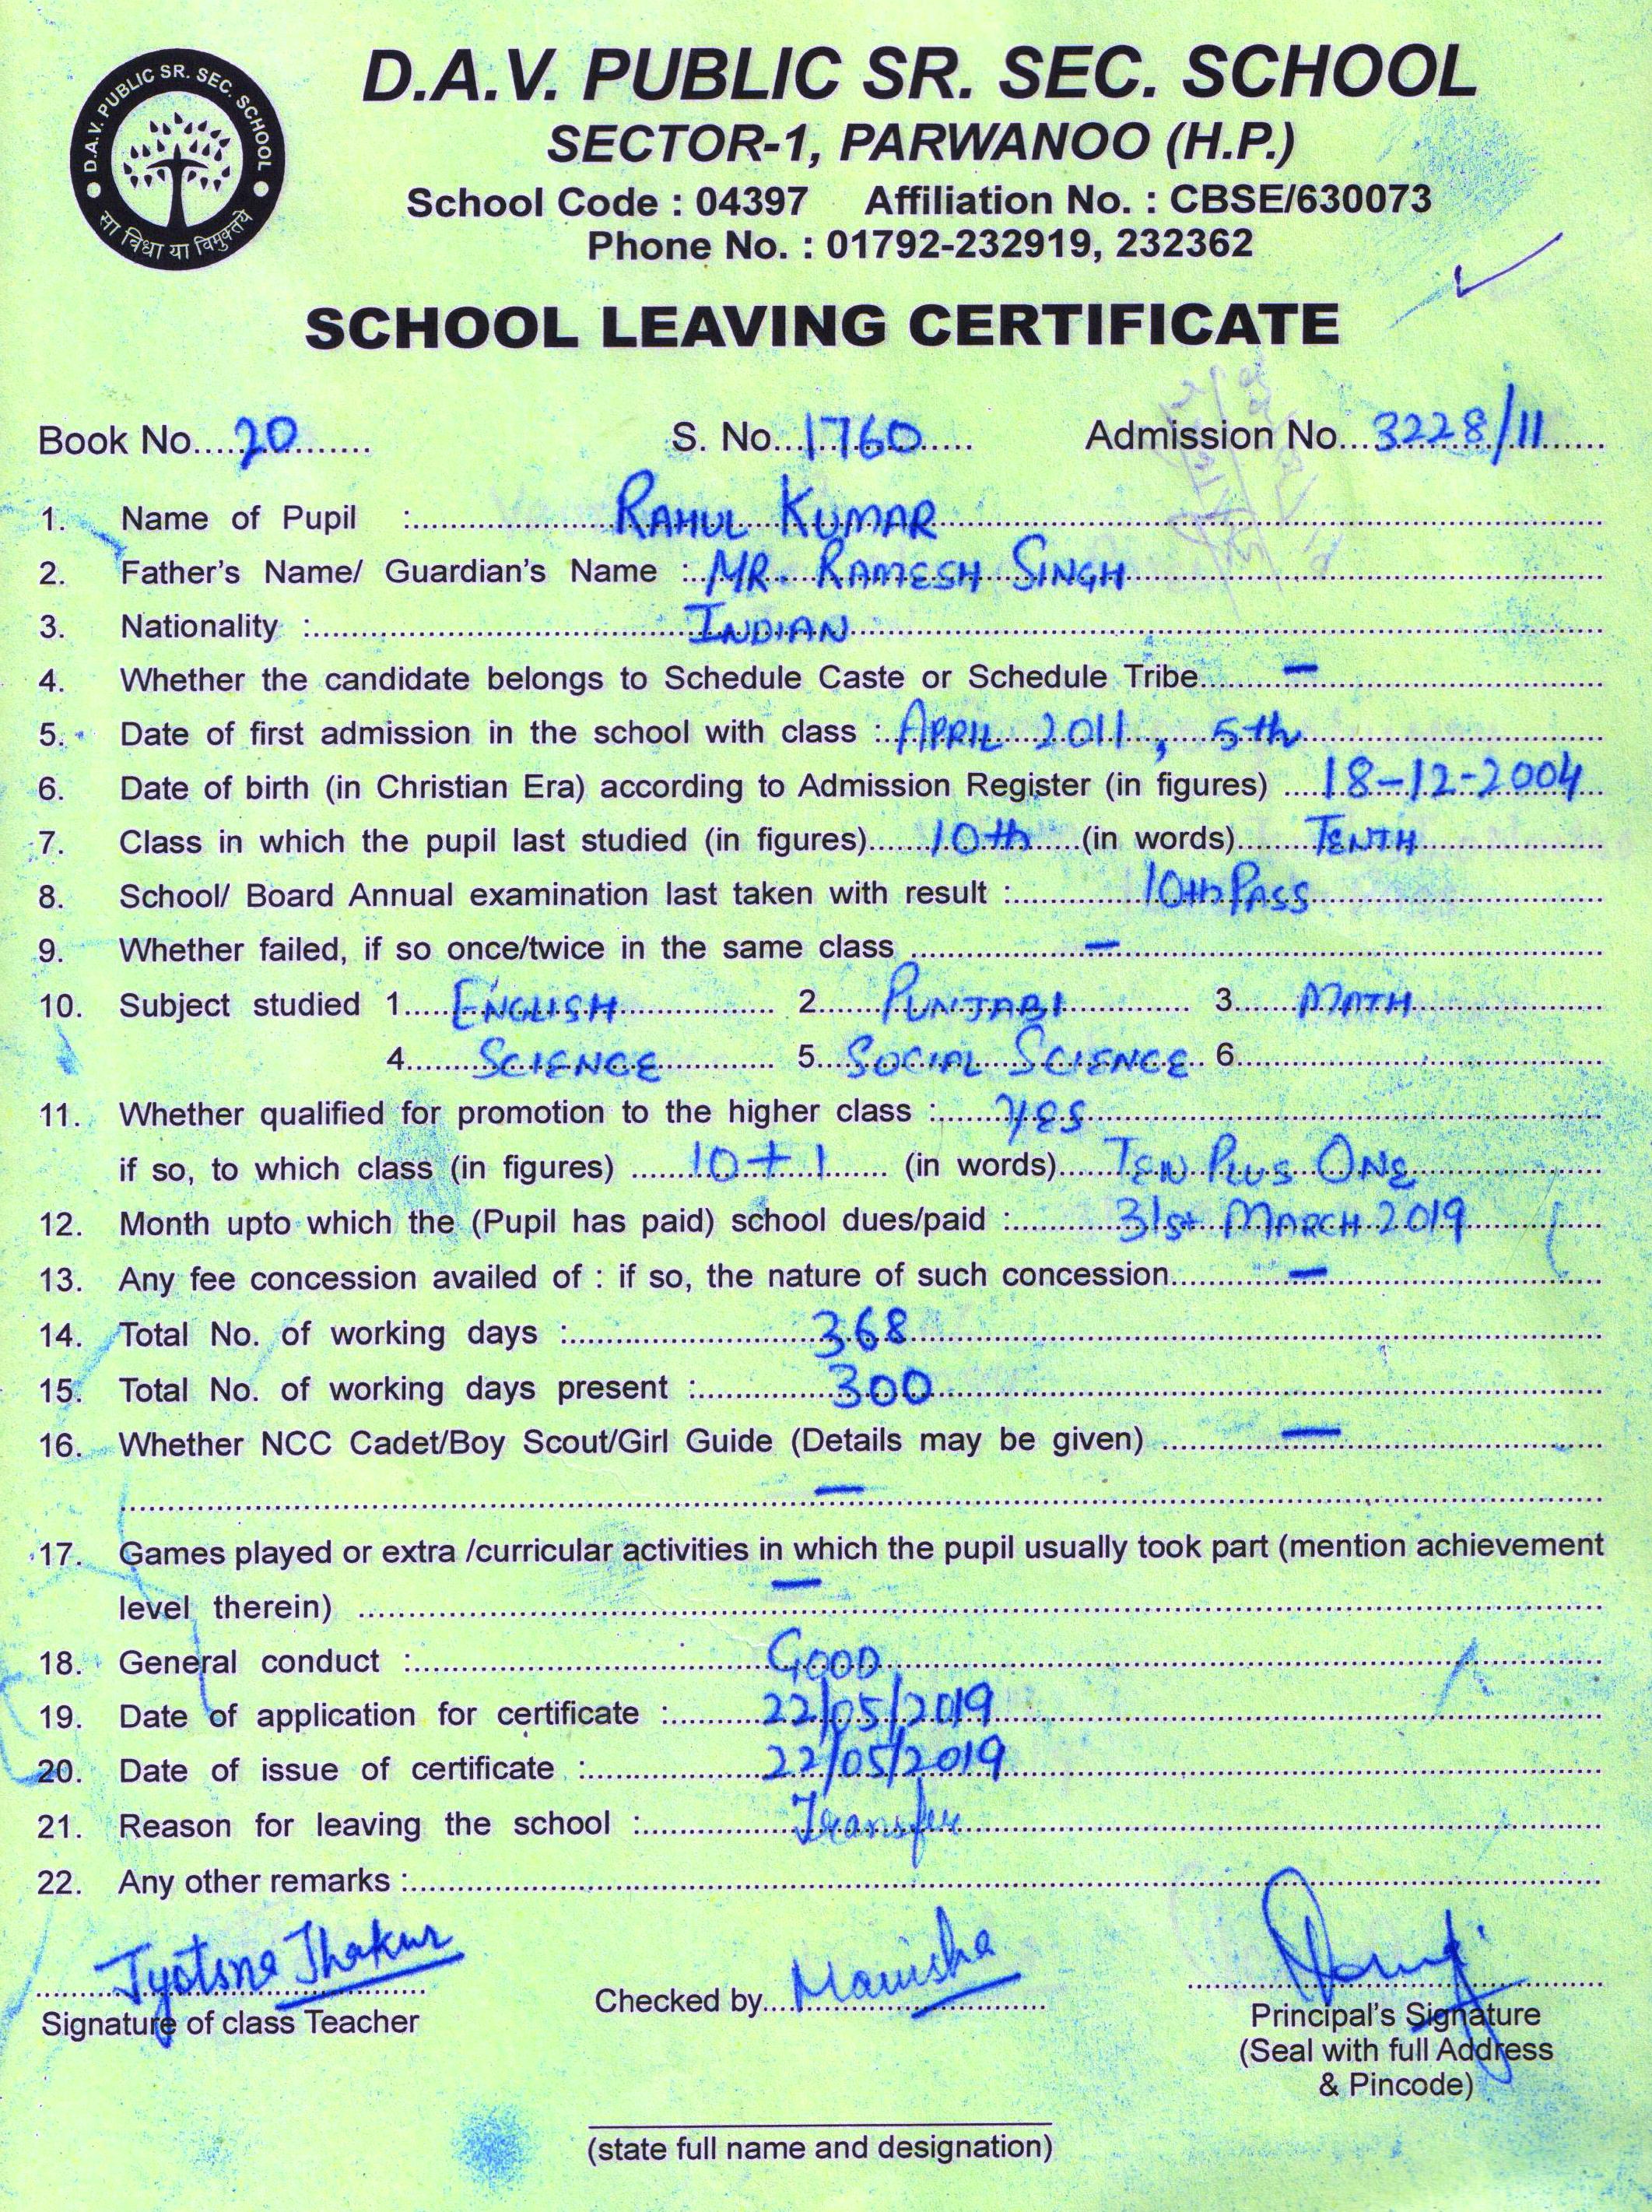 D.A.V. PUBLIC SR. SEC. SCHOOL
सा विधा या विमुक्तये
D.A.V. PUBLIC SR. SEC. SCHOOL
SECTOR-1, PARWANOO (H.P.)
School Code : 04397 Affiliation No. : CBSE/630073
Phone No. : 01792-232919, 232362
SCHOOL LEAVING CERTIFICATE
Book No....20........ S. No...1760..... Admission No...3228/11......
1. Name of Pupil : RAHUL KUMAR
2. Father's Name/ Guardian's Name : MR. RAMESH SINGH
3. Nationality : INDIAN
4. Whether the candidate belongs to Schedule Caste or Schedule Tribe..... –
5. Date of first admission in the school with class : APRIL 2011, 5th
6. Date of birth (in Christian Era) according to Admission Register (in figures) ....18-12-2004
7. Class in which the pupil last studied (in figures)......10th.....(in words)......TENTH
8. School/ Board Annual examination last taken with result : 10th PASS
9. Whether failed, if so once/twice in the same class ..... –
10. Subject studied 1.....ENGLISH..... 2.....PUNJABI..... 3.....MATH
4.....SCIENCE..... 5...SOCIAL SCIENCE.. 6.....
11. Whether qualified for promotion to the higher class : yes
if so, to which class (in figures) ......10+1...... (in words).....TEN PLUS ONE
12. Month upto which the (Pupil has paid) school dues/paid : 31st MARCH 2019
13. Any fee concession availed of : if so, the nature of such concession..... –
14. Total No. of working days : 368
15. Total No. of working days present : 300
16. Whether NCC Cadet/Boy Scout/Girl Guide (Details may be given) ..... –
–
17. Games played or extra /curricular activities in which the pupil usually took part (mention achievement
level therein) ..... –
18. General conduct : GOOD
19. Date of application for certificate : 22/05/2019
20. Date of issue of certificate : 22/05/2019
21. Reason for leaving the school : Transfer
22. Any other remarks :
Jyotsna Thakur
Signature of class Teacher
Checked by....Manisha
Principal's Signature
(Seal with full Address
& Pincode)
(state full name and designation)